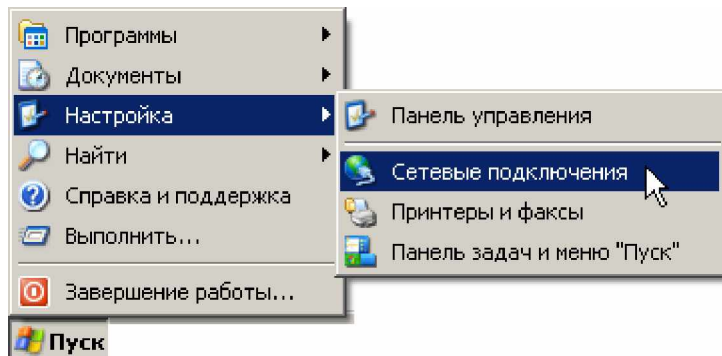 Программы
Документы
Настройка
Найти
Справка и поддержка
Выполнить...
Завершение работы...
Пуск
Панель управления
Сетевые подключения
Принтеры и факсы
Панель задач и меню "Пуск"